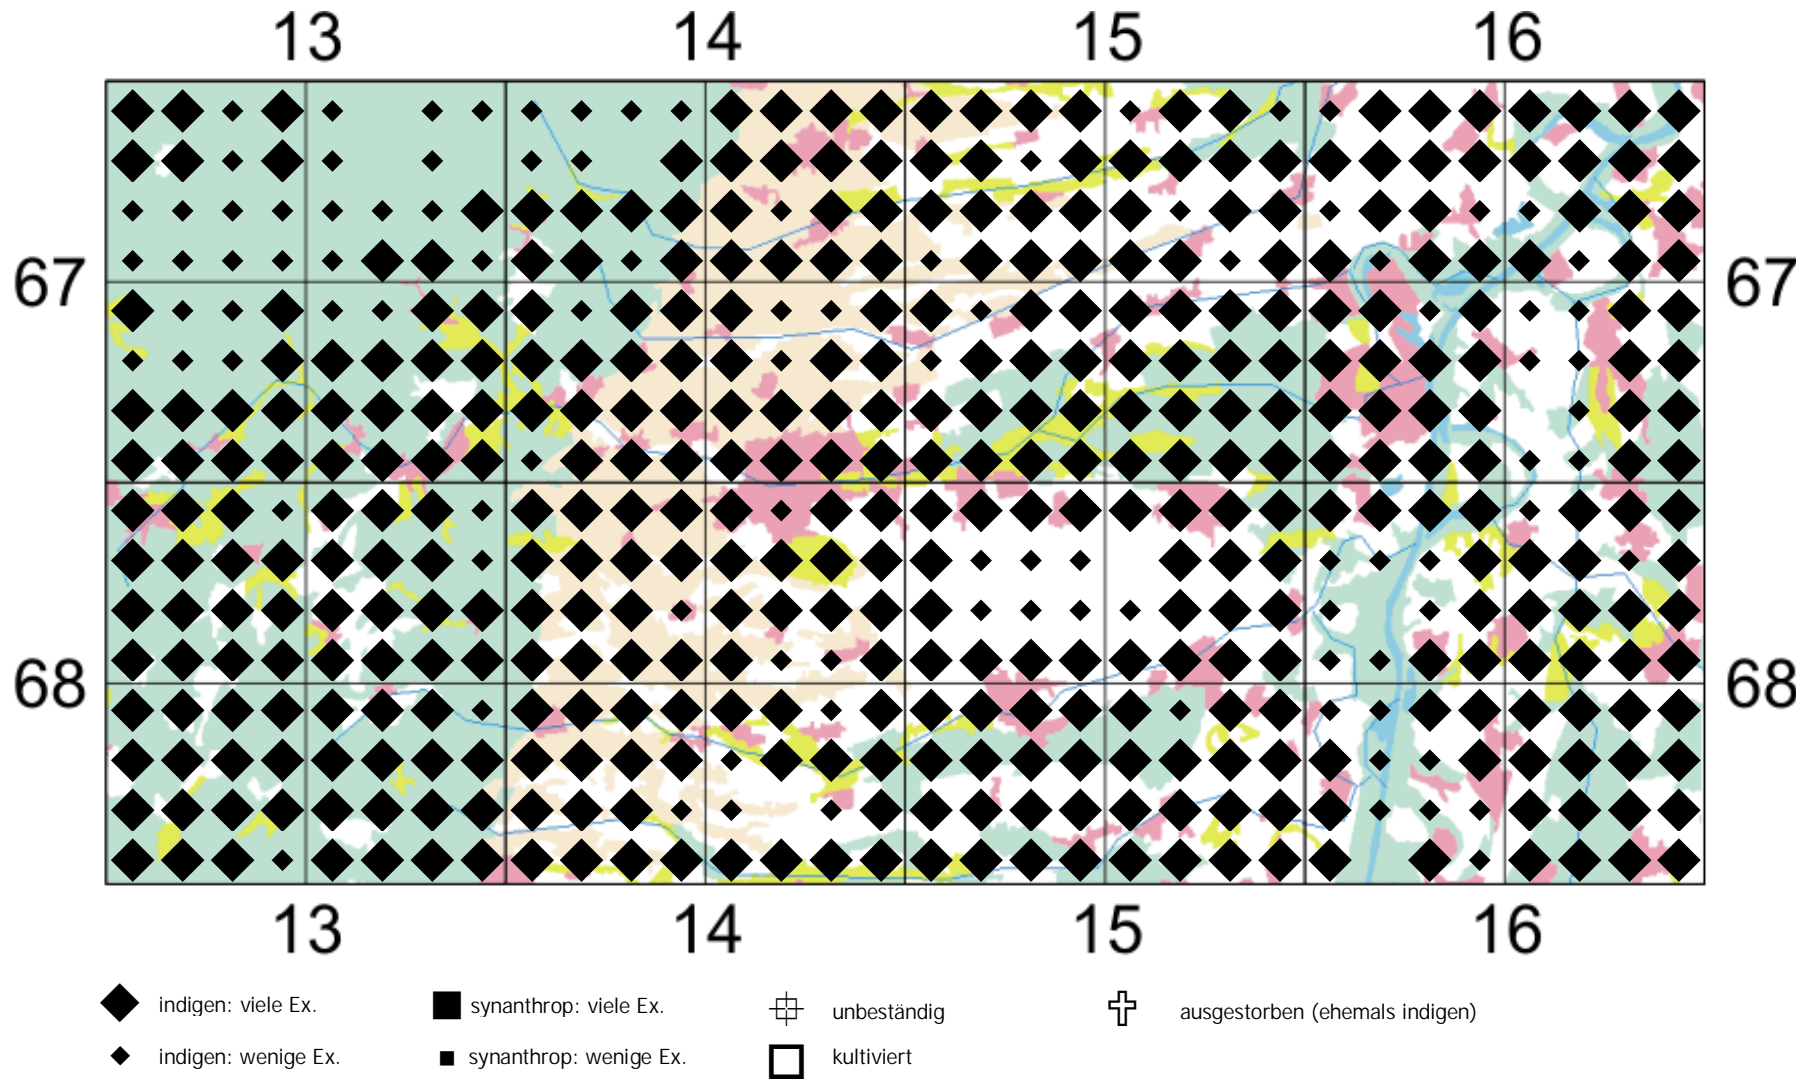 13 14 15 16
67 67
68 68
13 14 15 16
indigen: viele Ex. synanthrop: viele Ex. unbeständig ausgestorben (ehemals indigen)
indigen: wenige Ex. synanthrop: wenige Ex. kultiviert